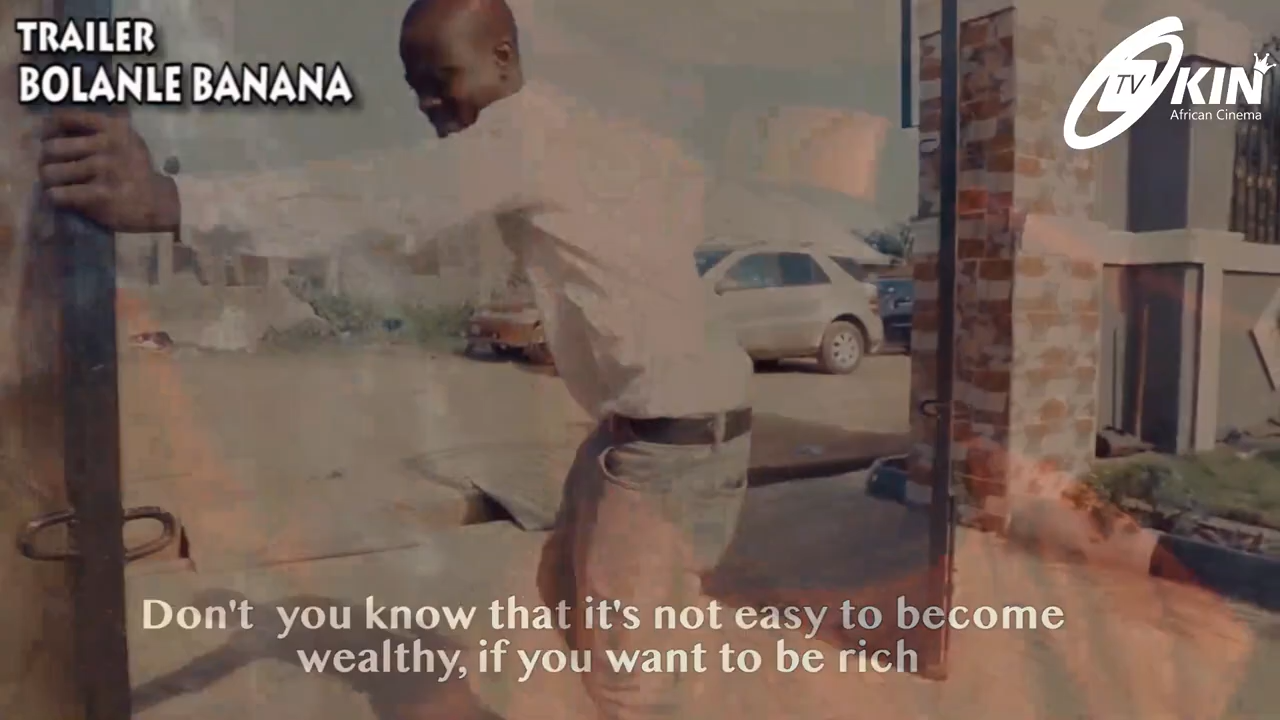 TRAILER
BOLANLE BANANA
TV
KIN
African Cinema
Don't  you know that it's not easy to become
wealthy, if you want to be rich